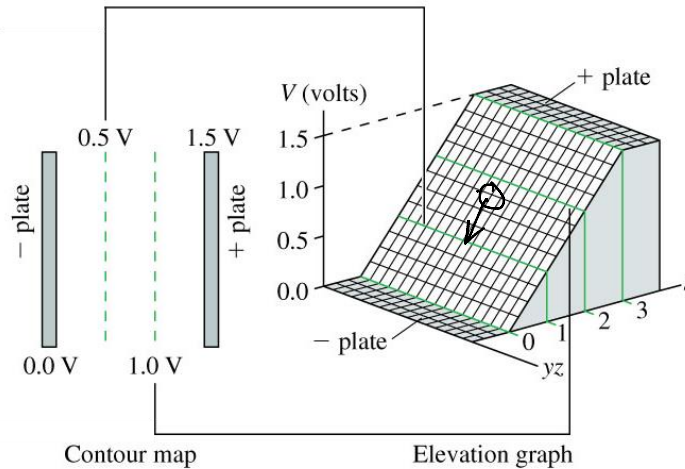 V (volts)
+ plate
1.5
1.0
0.5
0.0
0
1
2
3
yz
− plate
0.5 V
1.5 V
− plate
+ plate
0.0 V
1.0 V
Contour map
Elevation graph